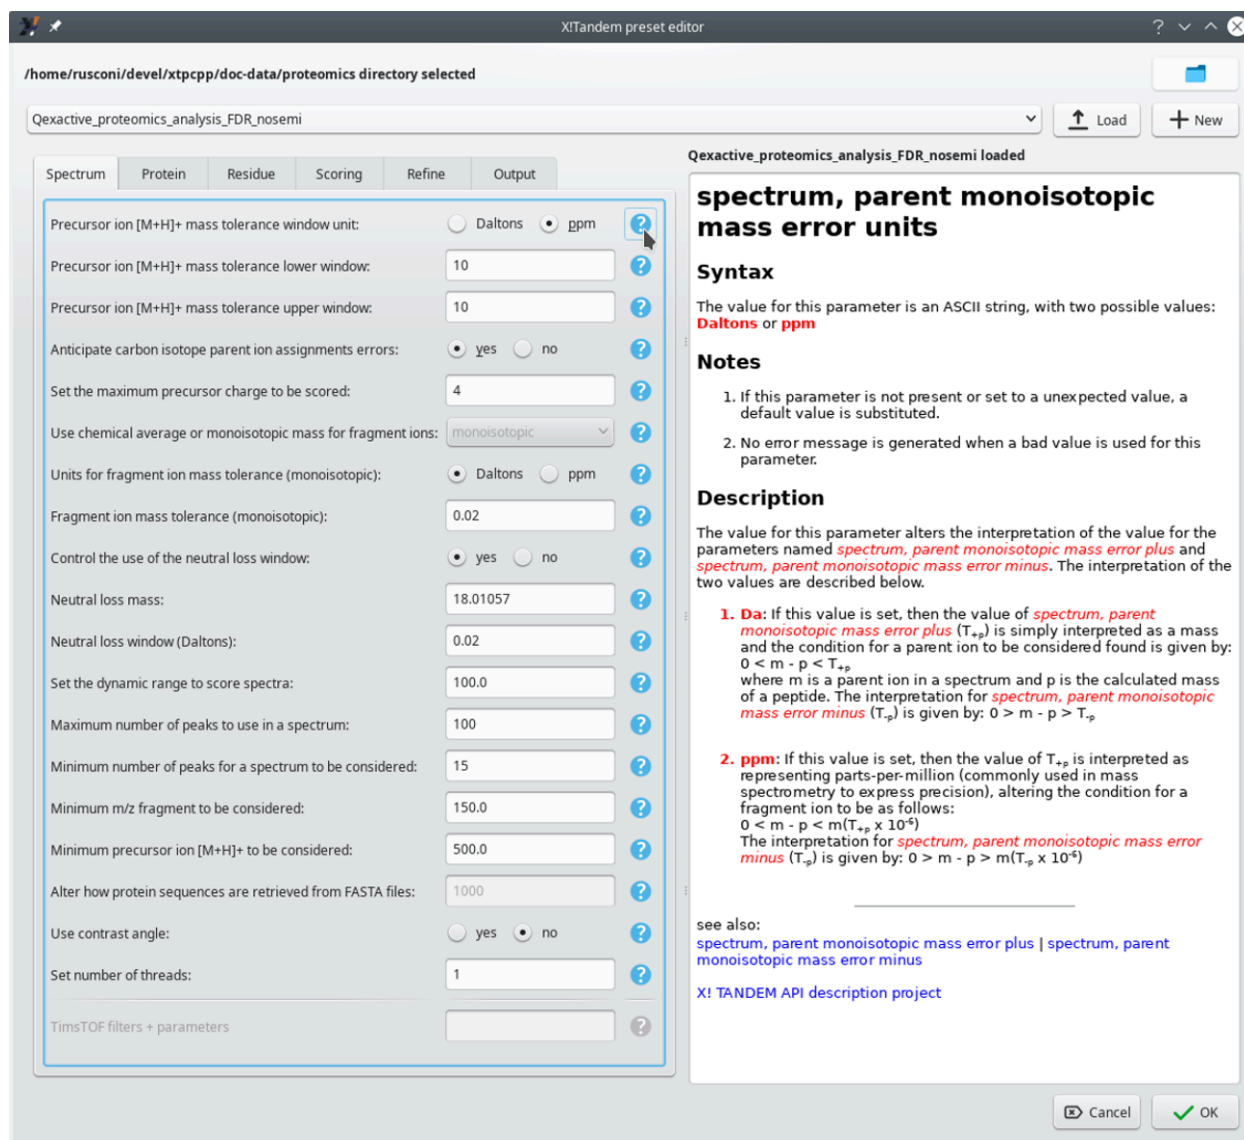 X!Tandem preset editor
/home/rusconi/devel/xtpcpp/doc-data/proteomics directory selected
Qexactive_proteomics_analysis_FDR_nosemi
Load
New
Spectrum
Protein
Residue
Scoring
Refine
Output
Precursor ion [M+H]+ mass tolerance window unit: Daltons ppm ?
Precursor ion [M+H]+ mass tolerance lower window: 10 ?
Precursor ion [M+H]+ mass tolerance upper window: 10 ?
Anticipate carbon isotope parent ion assignments errors: yes no ?
Set the maximum precursor charge to be scored: 4 ?
Use chemical average or monoisotopic mass for fragment ions: monoisotopic ?
Units for fragment ion mass tolerance (monoisotopic): Daltons ppm ?
Fragment ion mass tolerance (monoisotopic): 0.02 ?
Control the use of the neutral loss window: yes no ?
Neutral loss mass: 18.01057 ?
Neutral loss window (Daltons): 0.02 ?
Set the dynamic range to score spectra: 100.0 ?
Maximum number of peaks to use in a spectrum: 100 ?
Minimum number of peaks for a spectrum to be considered: 15 ?
Minimum m/z fragment to be considered: 150.0 ?
Minimum precursor ion [M+H]+ to be considered: 500.0 ?
Alter how protein sequences are retrieved from FASTA files: 1000 ?
Use contrast angle: yes no ?
Set number of threads: 1 ?
TimsTOF filters + parameters ?
Qexactive_proteomics_analysis_FDR_nosemi loaded
spectrum, parent monoisotopic
mass error units
Syntax
The value for this parameter is an ASCII string, with two possible values:
Daltons or ppm
Notes
1. If this parameter is not present or set to a unexpected value, a
default value is substituted.
2. No error message is generated when a bad value is used for this
parameter.
Description
The value for this parameter alters the interpretation of the value for the
parameters named spectrum, parent monoisotopic mass error plus and
spectrum, parent monoisotopic mass error minus. The interpretation of the
two values are described below.
1. Da: If this value is set, then the value of spectrum, parent
monoisotopic mass error plus (T+p) is simply interpreted as a mass
and the condition for a parent ion to be considered found is given by:
0 < m - p < T+p
where m is a parent ion in a spectrum and p is the calculated mass
of a peptide. The interpretation for spectrum, parent monoisotopic
mass error minus (T-p) is given by: 0 > m - p > T-p
2. ppm: If this value is set, then the value of T+p is interpreted as
representing parts-per-million (commonly used in mass
spectrometry to express precision), altering the condition for a
fragment ion to be as follows:
0 < m - p < m(T+p x 10-6)
The interpretation for spectrum, parent monoisotopic mass error
minus (T-p) is given by: 0 > m - p > m(T-p x 10-6)
see also:
spectrum, parent monoisotopic mass error plus | spectrum, parent
monoisotopic mass error minus
X! TANDEM API description project
Cancel
OK